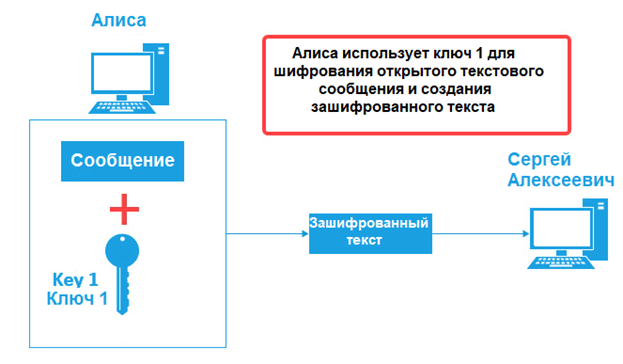 Алиса
Алиса использует ключ 1 для
шифрования открытого текстового
сообщения и создания
зашифрованного текста
Сообщение
Key 1
Ключ 1
Зашифрованный
текст
Сергей
Алексеевич